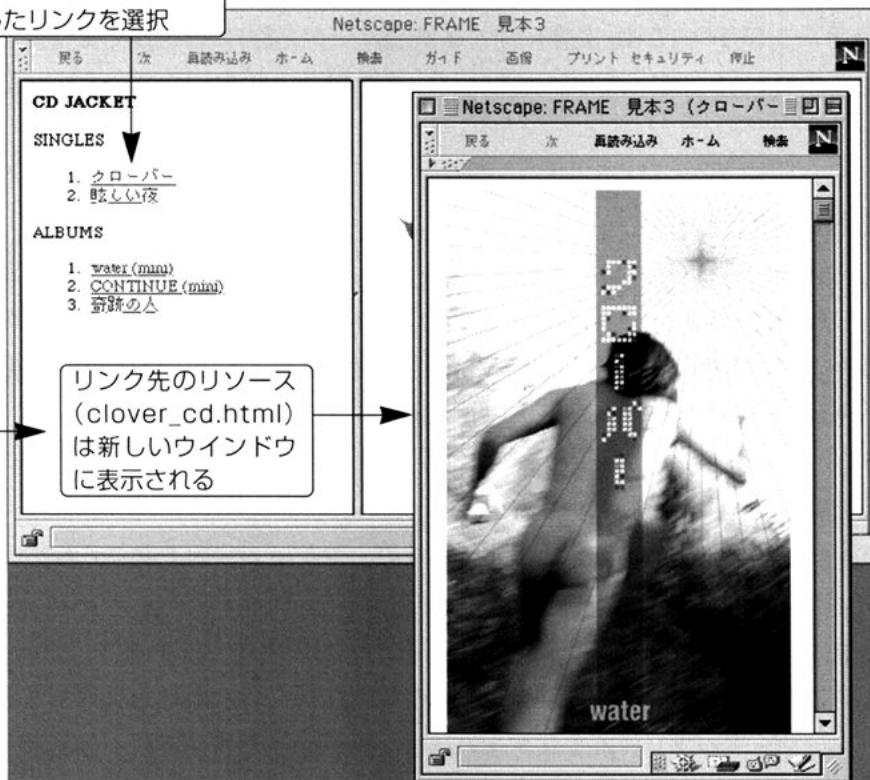 たリンクを選択
Netscape: FRAME 見本3
戻る 次 再読み込み ホーム 検索 ガイド 画像 プリント セキュリティ 停止
N
CD JACKET
SINGLES
1. クローバー
2. 眩しい夜
ALBUMS
1. water (mini)
2. CONTINUE (mini)
3. 奇跡の人
リンク先のリソース
(clover_cd.html)
は新しいウインドウ
に表示される
Netscape: FRAME 見本3 (クローバー
戻る 次 再読み込み ホーム 検索
N
クローバー
water